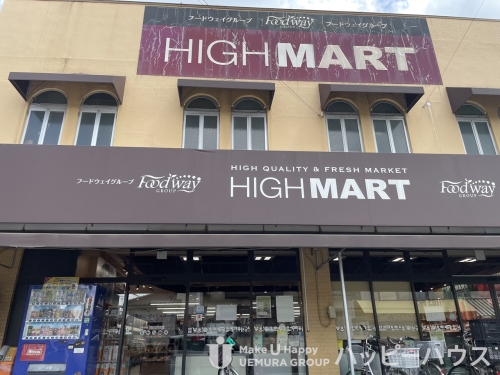 フードウェイグループ Foodway GROUP フードウェイグループ
HIGH MART
HIGH QUALITY & FRESH MARKET
フードウェイグループ Foodway GROUP HIGH MART Foodway GROUP
Make U Happy
UEMURA GROUP ハッピーハウス